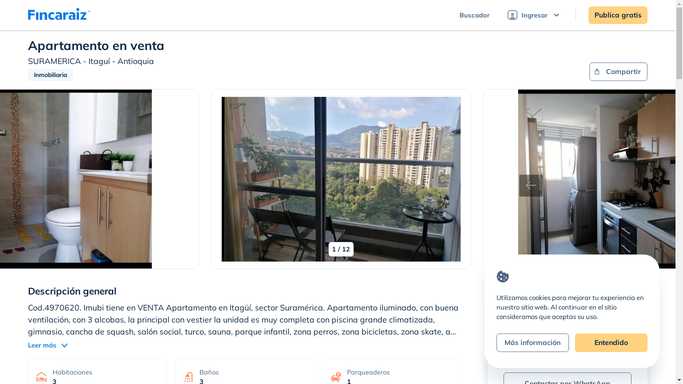 Fincaraiz
Buscador
Ingresar
Publica gratis
Apartamento en venta
SURAMERICA - Itaguí - Antioquia
Inmobiliaria
Compartir
1 / 12
Descripción general
Cod.4970620. Imubi tiene en VENTA Apartamento en Itagüí, sector Suramérica. Apartamento iluminado, con buena
ventilación, con 3 alcobas, la principal con vestier la unidad es muy completa con piscina grande climatizada,
gimnasio, cancha de squash, salón social, turco, sauna, parque infantil, zona perros, zona bicicletas, zona skate, a...
Leer más
Habitaciones
3
Baños
3
Parqueaderos
1
Utilizamos cookies para mejorar tu experiencia en
nuestro sitio web. Al continuar en el sitio
consideramos que aceptas su uso.
Más información
Entendido
Contactar por WhatsApp